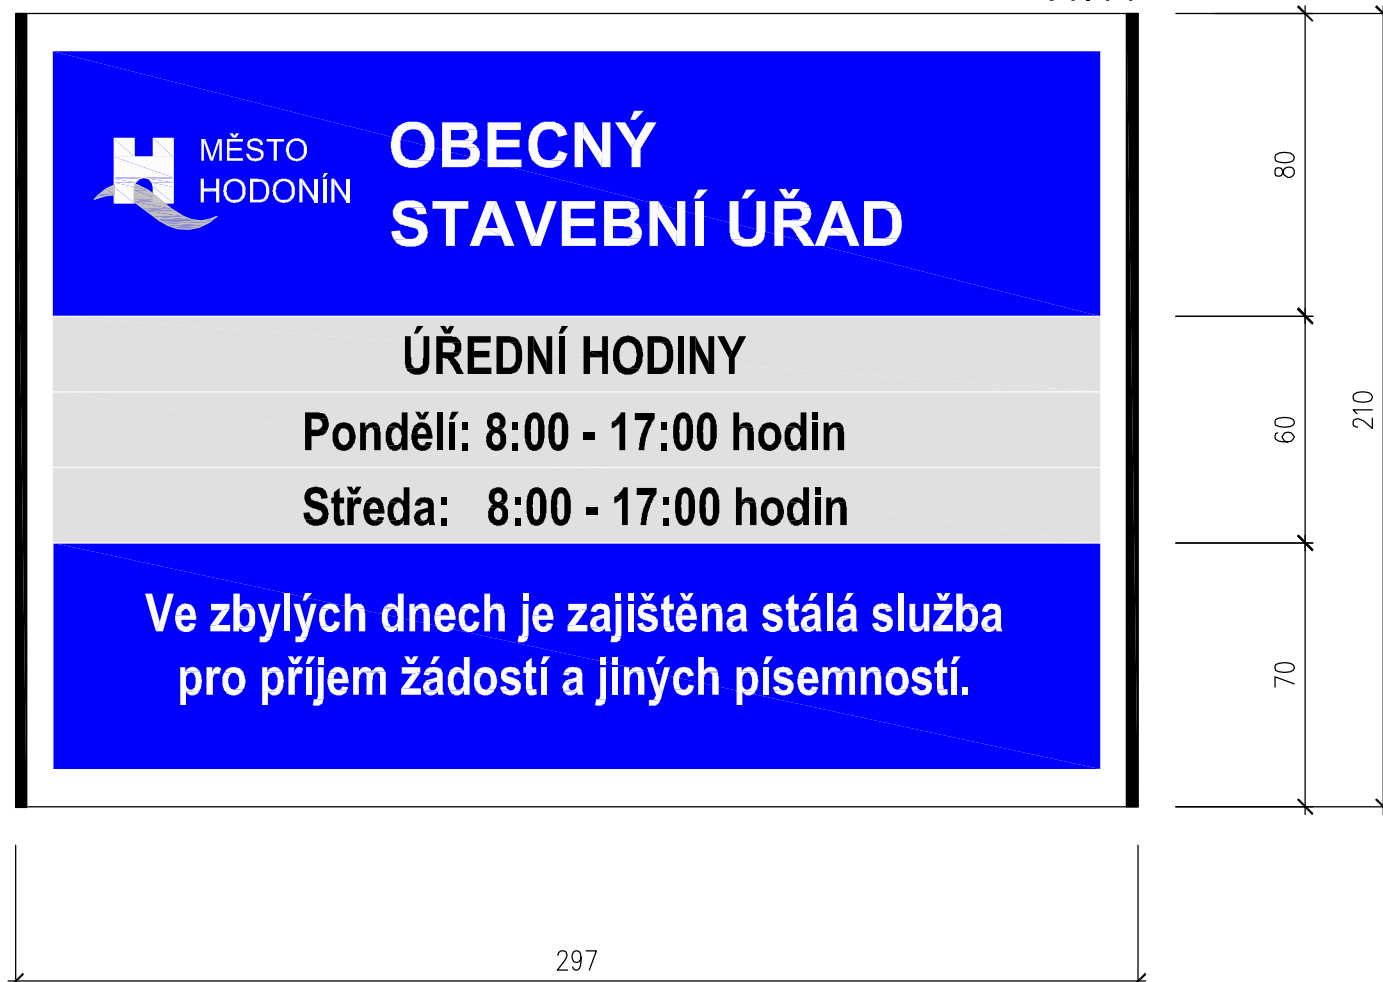 MĚSTO
HODONÍN
OBECNÝ
STAVEBNÍ ÚŘAD
ÚŘEDNÍ HODINY
Pondělí: 8:00 - 17:00 hodin
Středa: 8:00 - 17:00 hodin
Ve zbylých dnech je zajištěna stálá služba
pro příjem žádostí a jiných písemností.
80
60
210
70
297